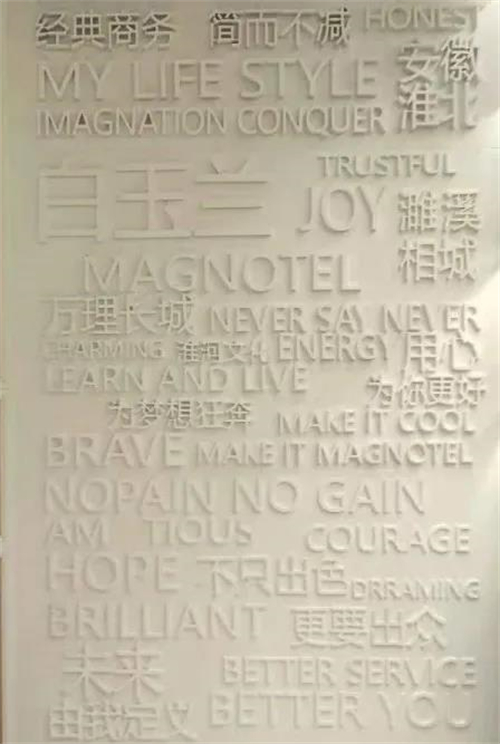 经典商务 简而不减 HONEST
MY LIFE STYLE 安徽
IMAGNATION CONQUER 淮北
TRUSTFUL
白玉兰 JOY 濉溪
MAGNOTEL 相城
万理长城 NEVER SAY NEVER
CHARMING 淮河文化 ENERGY 用心
LEARN AND LIVE 为你更好
为梦想狂奔 MAKE IT COOL
BRAVE MAKE IT MAGNOTEL
NOPAIN NO GAIN
AM TIOUS COURAGE
HOPE 不只出色 DRRAMING
BRILLIANT 更要出众
未来 BETTER SERVICE
由我定义 BETTER YOU